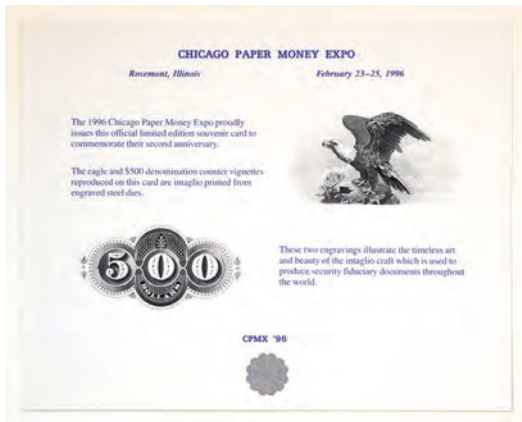 CHICAGO PAPER MONEY EXPO
Rosemont, Illinois February 23–25, 1996
The 1996 Chicago Paper Money Expo proudly
issues this official limited edition souvenir card to
commemorate their second anniversary.
The eagle and $500 denomination counter vignettes
reproduced on this card are intaglio printed from
engraved steel dies.
500
DOLLARS
These two engravings illustrate the timeless art
and beauty of the intaglio craft which is used to
produce security fiduciary documents throughout
the world.
CPMX '96